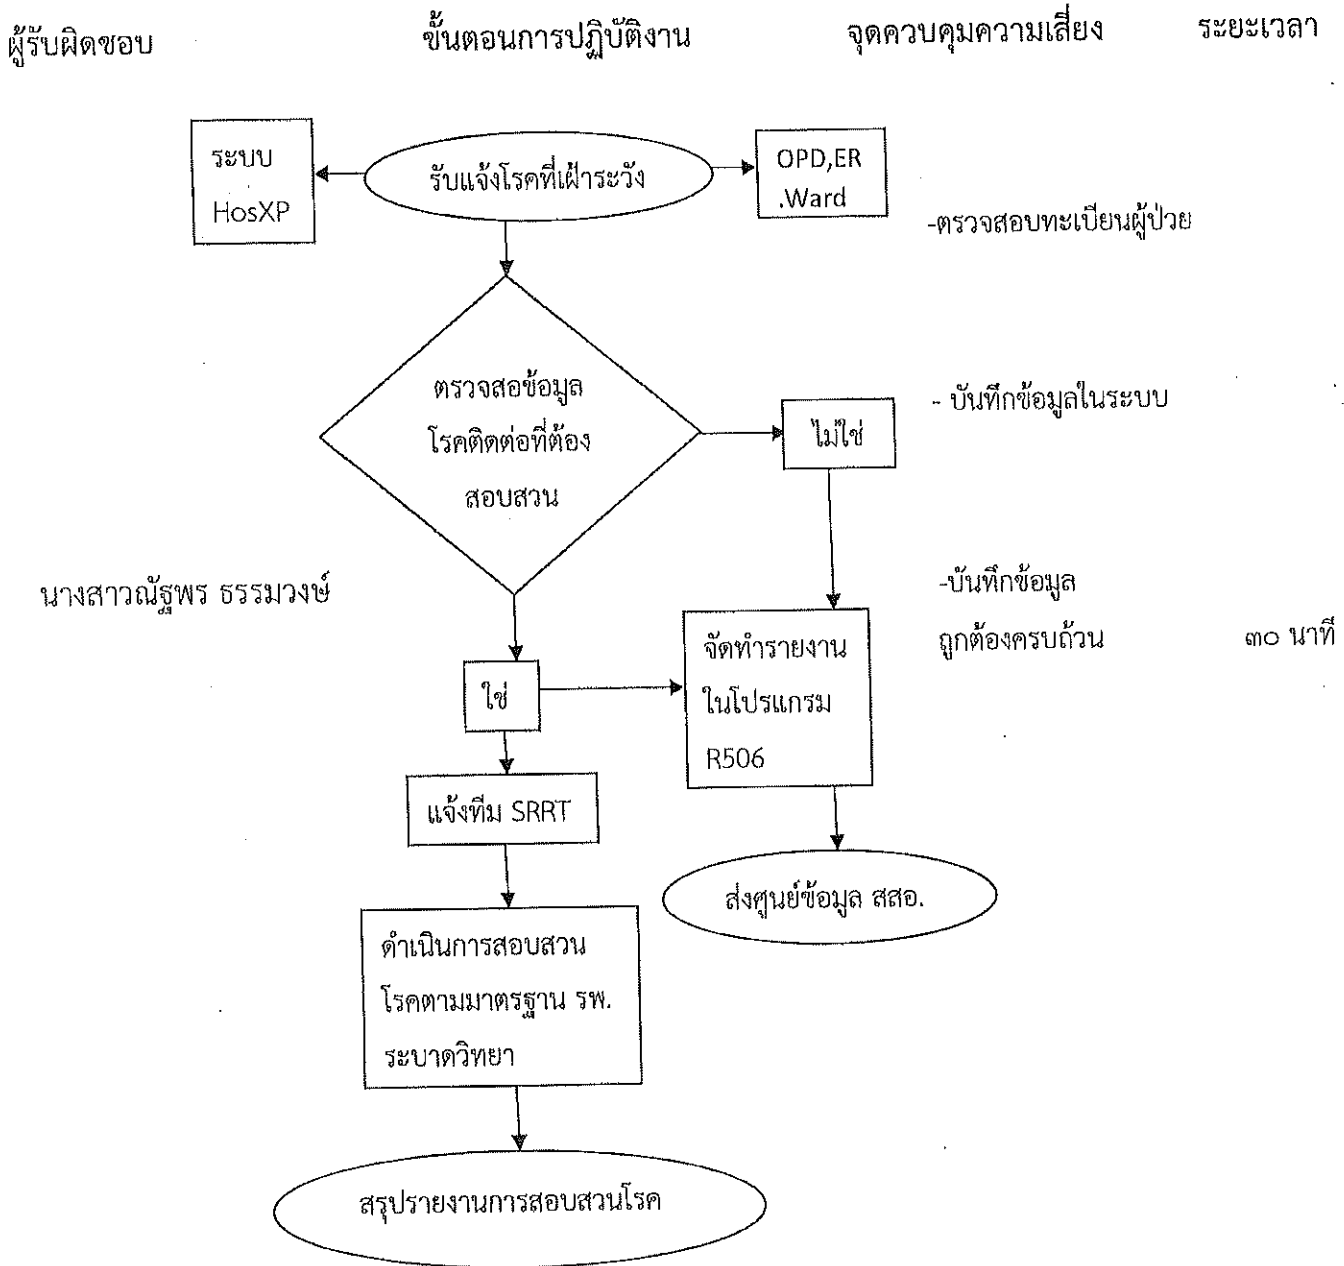 ผู้รับผิดชอบ ขั้นตอนการปฏิบัติงาน จุดควบคุมความเสี่ยง ระยะเวลา
ระบบ
HosXP
รับแจ้งโรคที่เฝ้าระวัง
OPD,ER
.Ward
-ตรวจสอบทะเบียนผู้ป่วย
ตรวจสอข้อมูล
โรคติดต่อที่ต้อง
สอบสวน
ไม่ใช่
- บันทึกข้อมูลในระบบ
นางสาวณัฐพร ธรรมวงษ์
-บันทึกข้อมูล
ถูกต้องครบถ้วน ๓๐ นาที
ใช่
จัดทำรายงาน
ในโปรแกรม
R506
แจ้งทีม SRRT
ส่งศูนย์ข้อมูล สสอ.
ดำเนินการสอบสวน
โรคตามมาตรฐาน รพ.
ระบาดวิทยา
สรุปรายงานการสอบสวนโรค